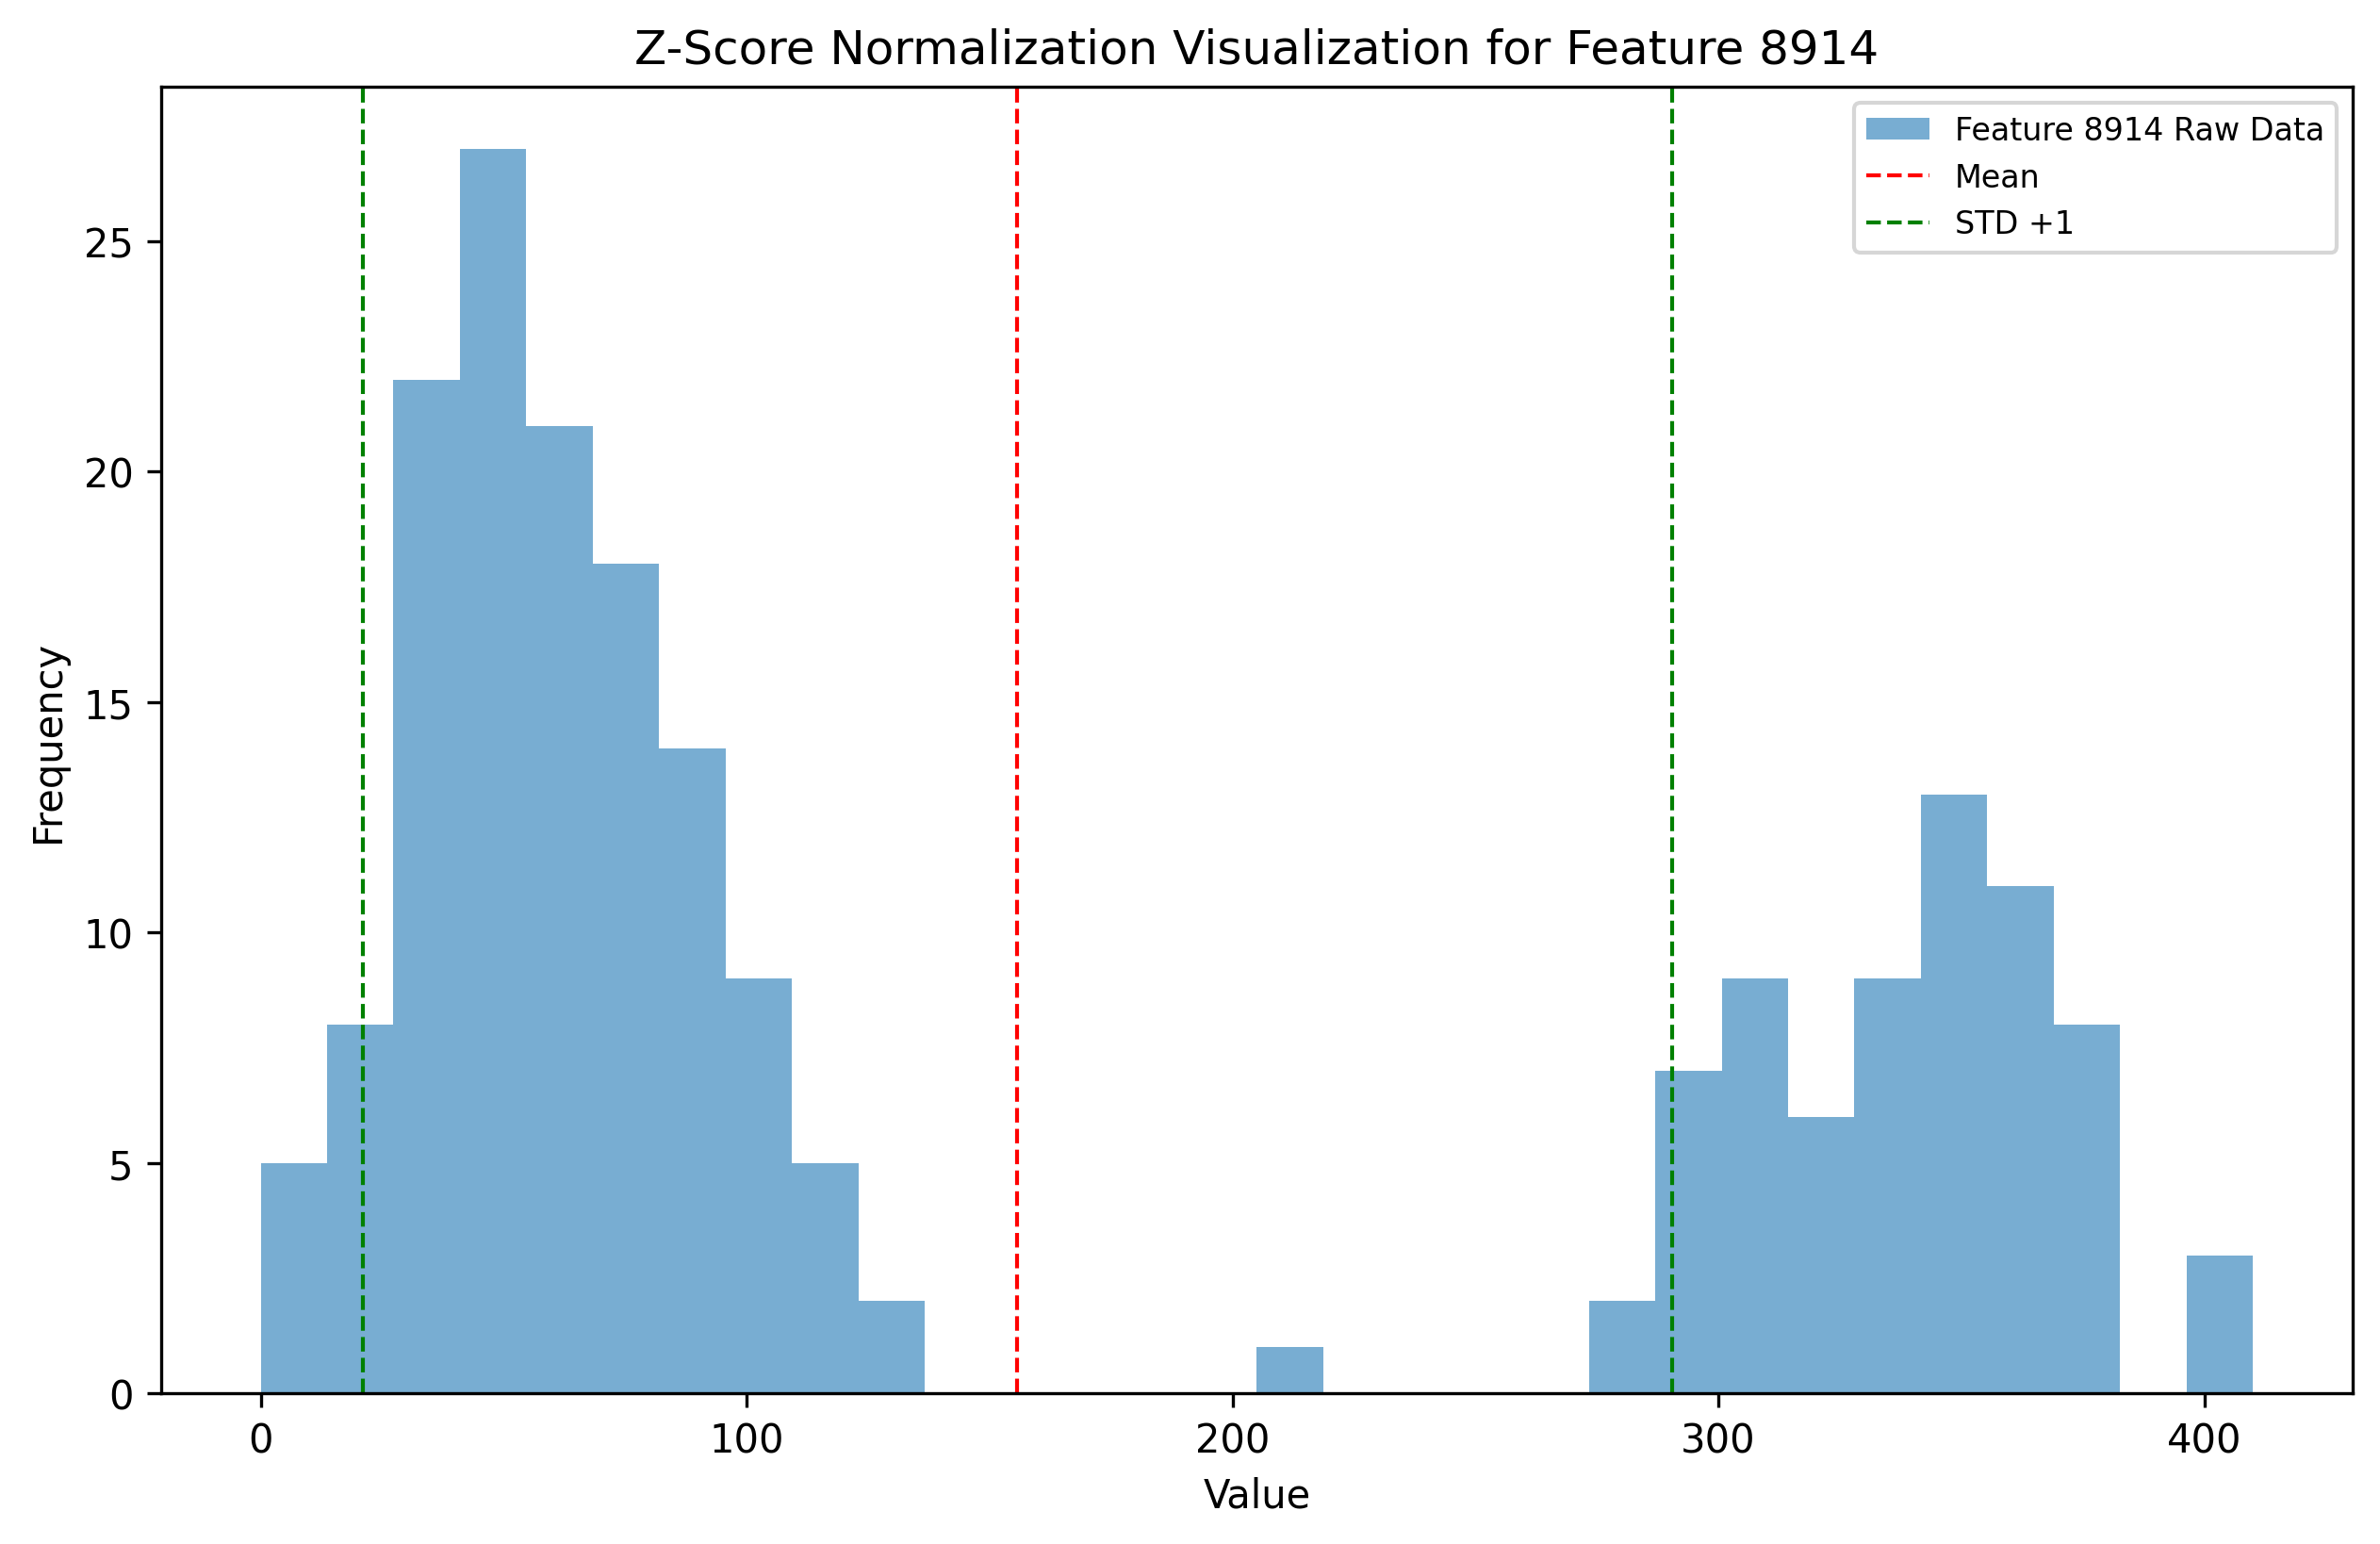 Z-Score Normalization Visualization for Feature 8914
Feature 8914 Raw Data
Mean
STD +1
25
20
15
10
5
0
Frequency
0 100 200 300 400
Value